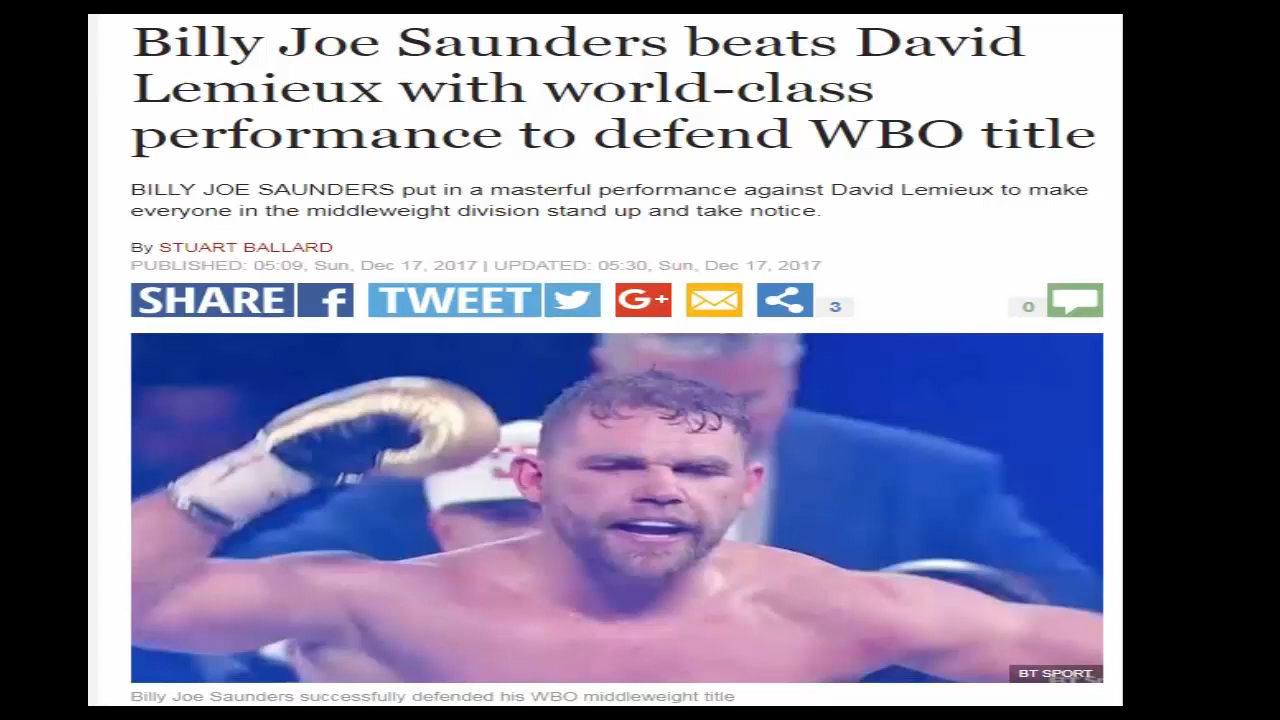 Billy Joe Saunders beats David
Lemieux with world-class
performance to defend WBO title
BILLY JOE SAUNDERS put in a masterful performance against David Lemieux to make
everyone in the middleweight division stand up and take notice.
By STUART BALLARD
PUBLISHED: 05:09, Sun, Dec 17, 2017 | UPDATED: 05:30, Sun, Dec 17, 2017
SHARE f TWEET G+ 3 0
BT SPORT
Billy Joe Saunders successfully defended his WBO middleweight title